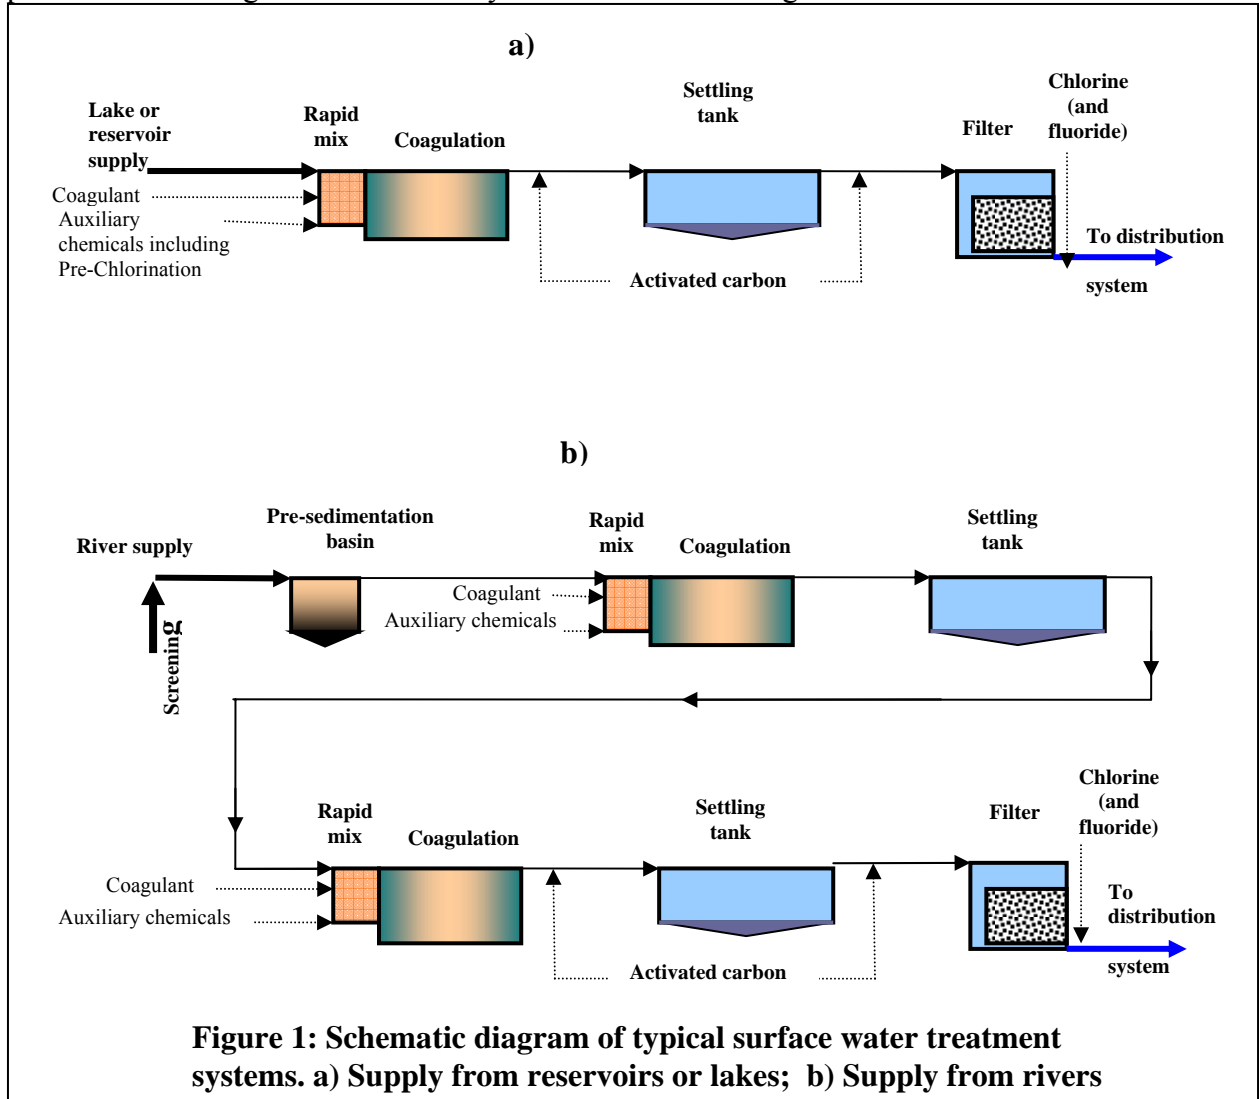 a)
Lake or
reservoir
supply
Rapid
mix
Coagulation
Settling
tank
Filter
Chlorine
(and
fluoride)
Coagulant
Auxiliary
chemicals including
Pre-Chlorination
Activated carbon
To distribution
system
b)
River supply
Screening
Pre-sedimentation
basin
Rapid
mix
Coagulation
Settling
tank
Coagulant
Auxiliary chemicals
Rapid
mix
Coagulation
Settling
tank
Filter
Chlorine
(and
fluoride)
Coagulant
Auxiliary chemicals
Activated carbon
To
distribution
system
Figure 1: Schematic diagram of typical surface water treatment
systems. a) Supply from reservoirs or lakes; b) Supply from rivers